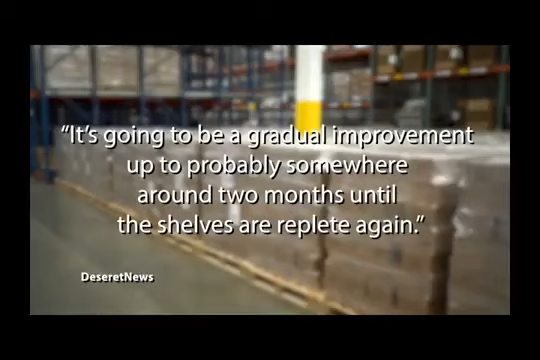 “It’s going to be a gradual improvement
up to probably somewhere
around two months until
the shelves are replete again.”
DeseretNews